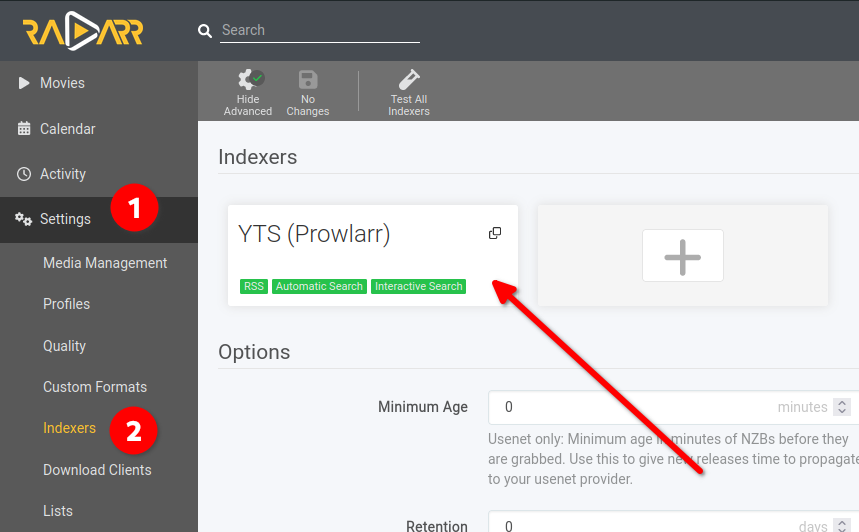 RADARR
Search
Movies
Calendar
Activity
Settings
1
Media Management
Profiles
Quality
Custom Formats
Indexers
2
Download Clients
Lists
Hide
Advanced
No
Changes
Test All
Indexers
Indexers
YTS (Prowlarr)
RSS Automatic Search Interactive Search
Options
Minimum Age 0 minutes
Usenet only: Minimum age in minutes of NZBs before they
are grabbed. Use this to give new releases time to propagate
to your usenet provider.
Retention 0 days